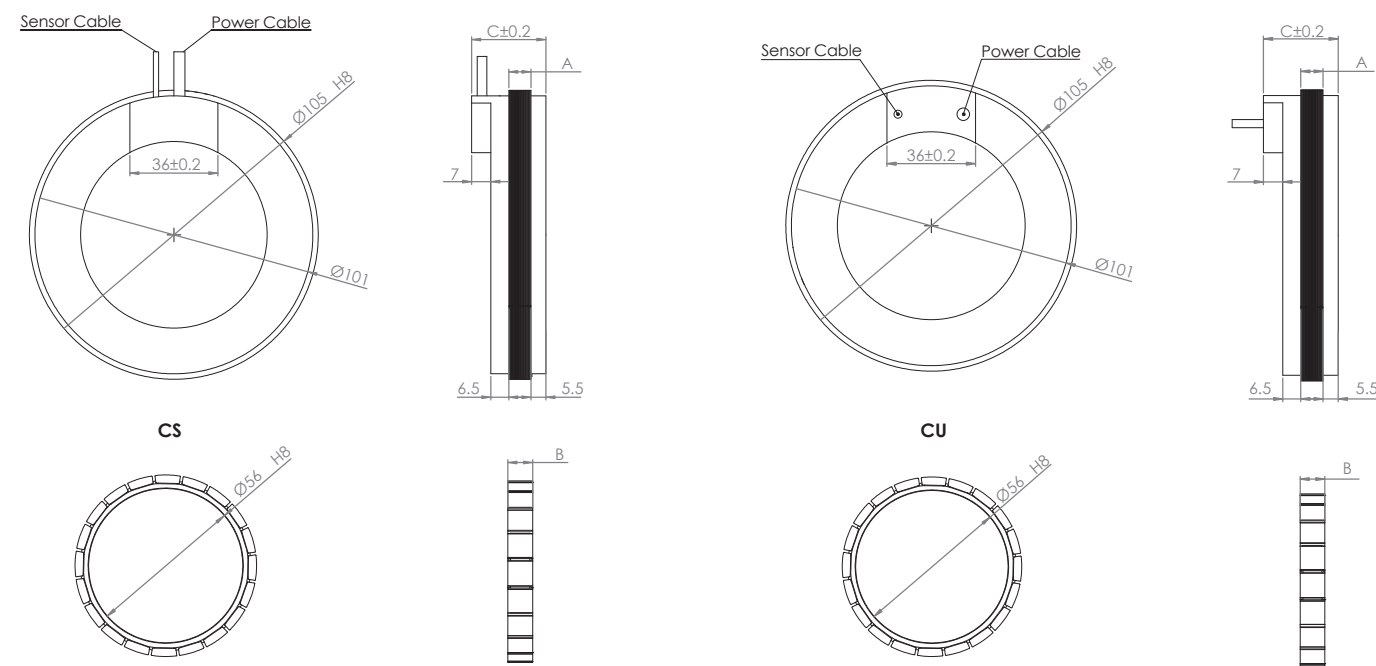 Sensor Cable
Power Cable
C±0.2
A
Ø105 H8
36±0.2
7
Ø101
6.5
5.5
CS
Ø56 H8
B
Sensor Cable
Power Cable
C±0.2
A
Ø105 H8
36±0.2
7
Ø101
6.5
5.5
CU
Ø56 H8
B